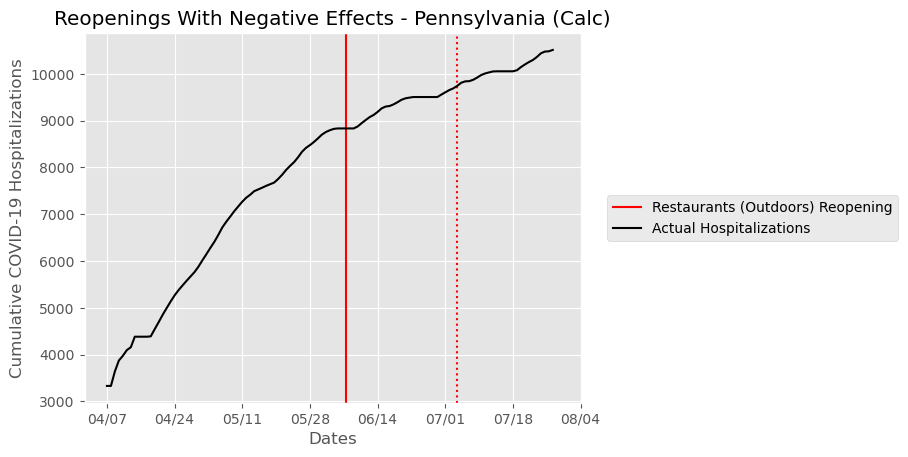 Reopenings With Negative Effects - Pennsylvania (Calc)
Cumulative COVID-19 Hospitalizations
10000
9000
8000
7000
6000
5000
4000
3000
04/07 04/24 05/11 05/28 06/14 07/01 07/18 08/04
Dates
Restaurants (Outdoors) Reopening
Actual Hospitalizations